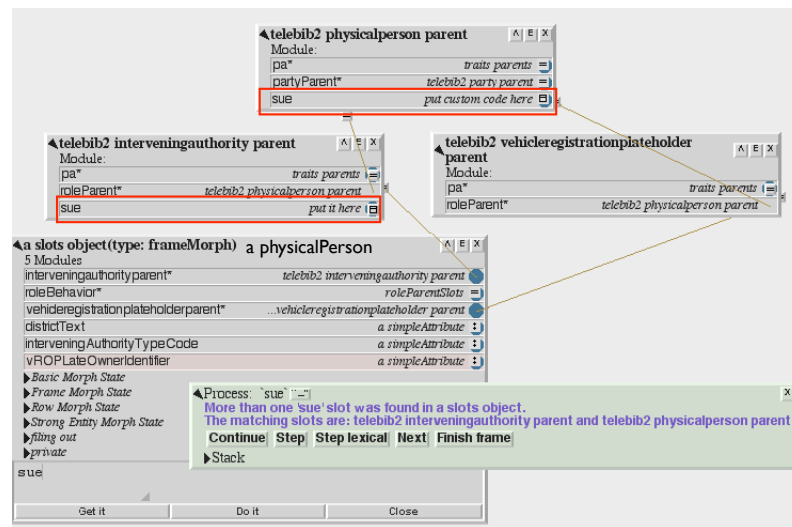 telebib2 physicalperson parent
Module:
pa* traits parents =
partyParent* telebib2 party parent =
sue put custom code here
telebib2 interveningauthority parent
Module:
pa* traits parents =
roleParent* telebib2 physicalperson parent
sue put it here
telebib2 vehicleregistrationplateholder
parent
Module:
pa* traits parents =
roleParent* telebib2 physicalperson parent
a slots object(type: frameMorph) a physicalPerson
5 Modules
interveningauthorityparent* telebib2 interveningauthority parent
roleBehavior* roleParentSlots =
vehicleregistrationplateholderparent* ...vehicleregistrationplateholder parent
districtText a simpleAttribute :
interveningAuthorityTypeCode a simpleAttribute :
vROPLateOwnerIdentifier a simpleAttribute :
Basic Morph State
Frame Morph State
Row Morph State
Strong Entity Morph State
filing out
private
sue
Get it Do it Close
Process: `sue` "..."
More than one 'sue' slot was found in a slots object.
The matching slots are: telebib2 interveningauthority parent and telebib2 physicalperson parent
Continue Step Step lexical Next Finish frame
Stack